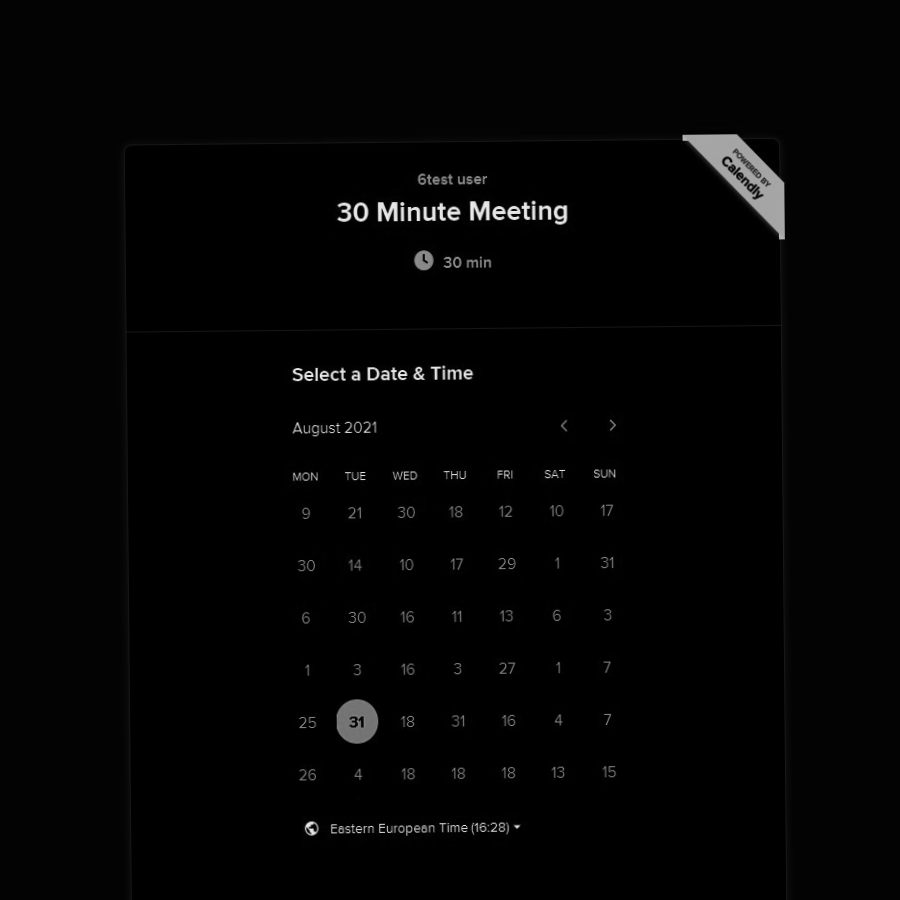 POWERED BY
Calendly
6test user
30 Minute Meeting
30 min
Select a Date & Time
August 2021
MON TUE WED THU FRI SAT SUN
9 21 30 18 12 10 17
30 14 10 17 29 1 31
6 30 16 11 13 6 3
1 3 16 3 27 1 7
25 31 18 31 16 4 7
26 4 18 18 18 13 15
Eastern European Time (16:28)